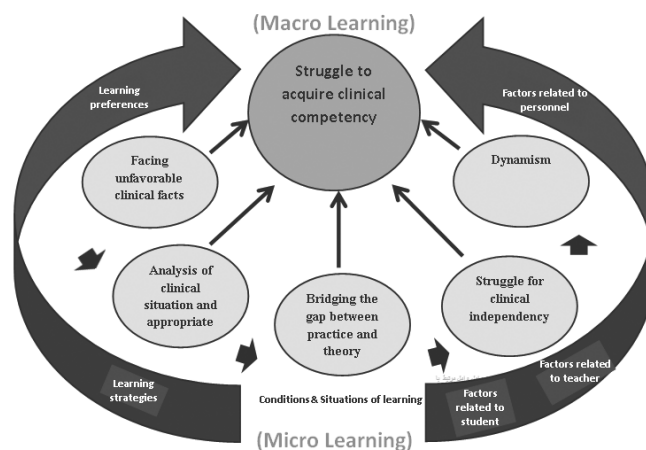 (Macro Learning)
Struggle to
acquire clinical
competency
Learning
preferences
Factors related to
personnel
Facing
unfavorable
clinical facts
Dynamism
Analysis of
clinical
situation and
appropriate
Bridging the
gap between
practice and
theory
Struggle for
clinical
independency
Learning
strategies
Conditions & Situations of learning
Factors
related to
student
Factors related
to teacher
(Micro Learning)